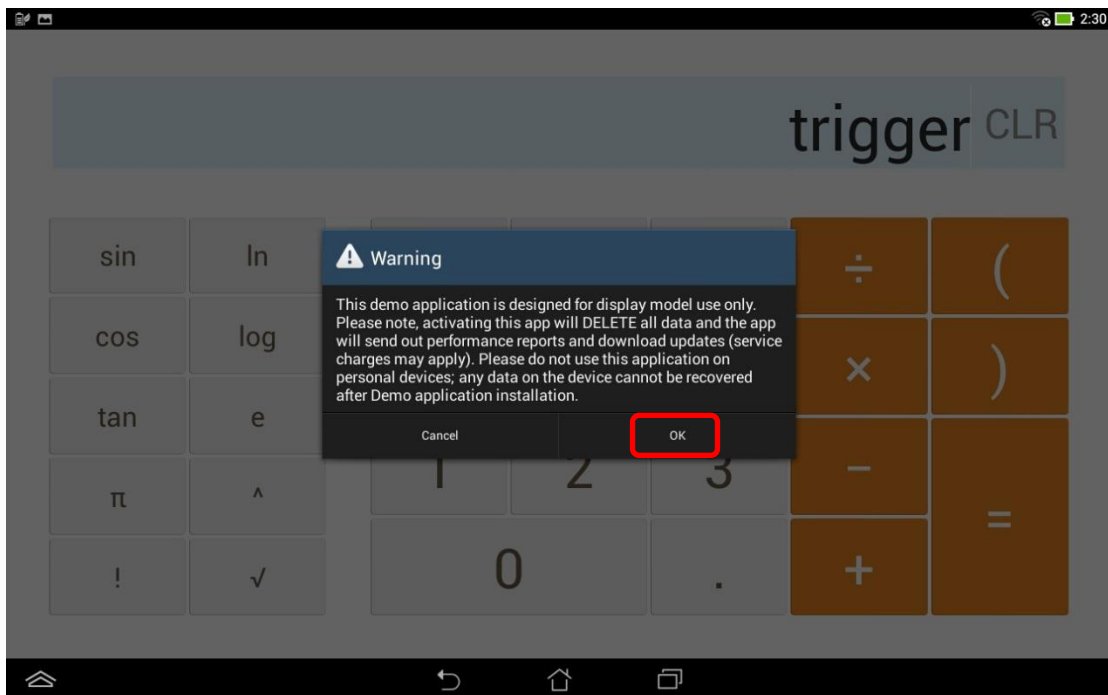 2:30
trigger CLR
sin ln ÷ (
Warning
This demo application is designed for display model use only.
Please note, activating this app will DELETE all data and the app
will send out performance reports and download updates (service
charges may apply). Please do not use this application on
personal devices; any data on the device cannot be recovered
after Demo application installation.
Cancel OK
cos log × )
tan e
π ^ 1 2 3 − =
! √ 0 . +